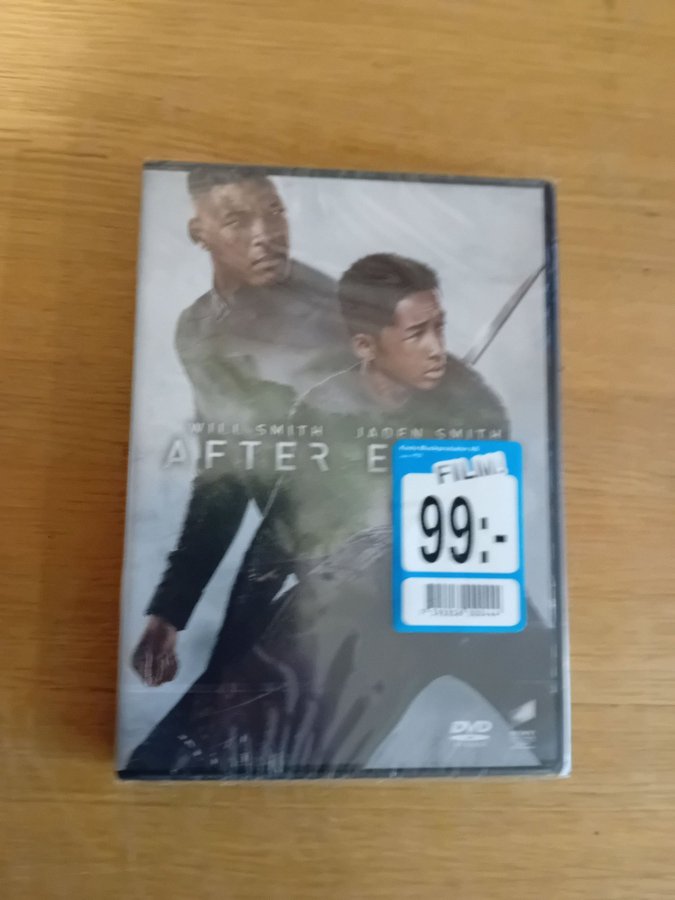 WILL SMITH JADEN SMITH
AFTER E
FILM!
99:-
DVD